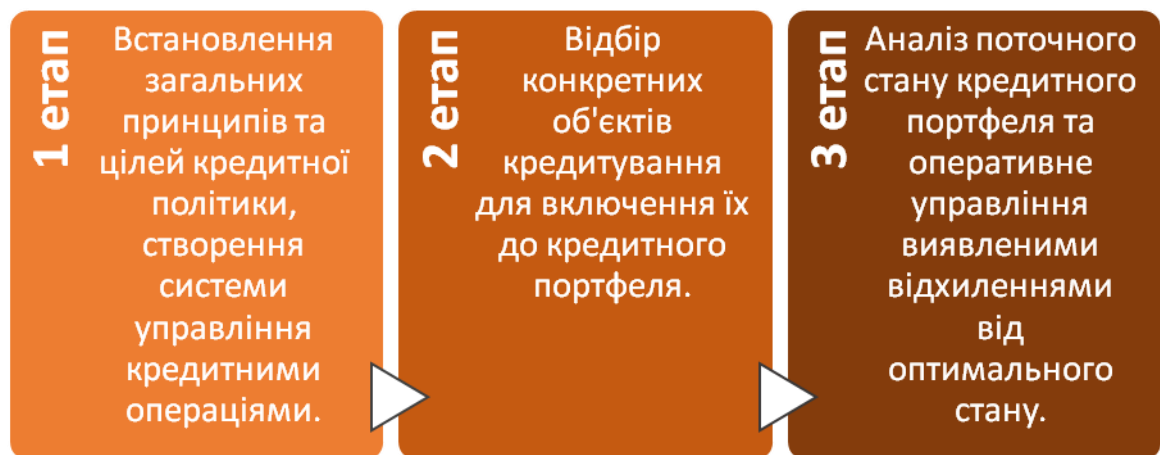 1 етап
Встановлення
загальних
принципів та
цілей кредитної
політики,
створення
системи
управління
кредитними
операціями.
2 етап
Відбір
конкретних
об'єктів
кредитування
для включення їх
до кредитного
портфеля.
3 етап
Аналіз поточного
стану кредитного
портфеля та
оперативне
управління
виявленими
відхиленнями
від
оптимального
стану.